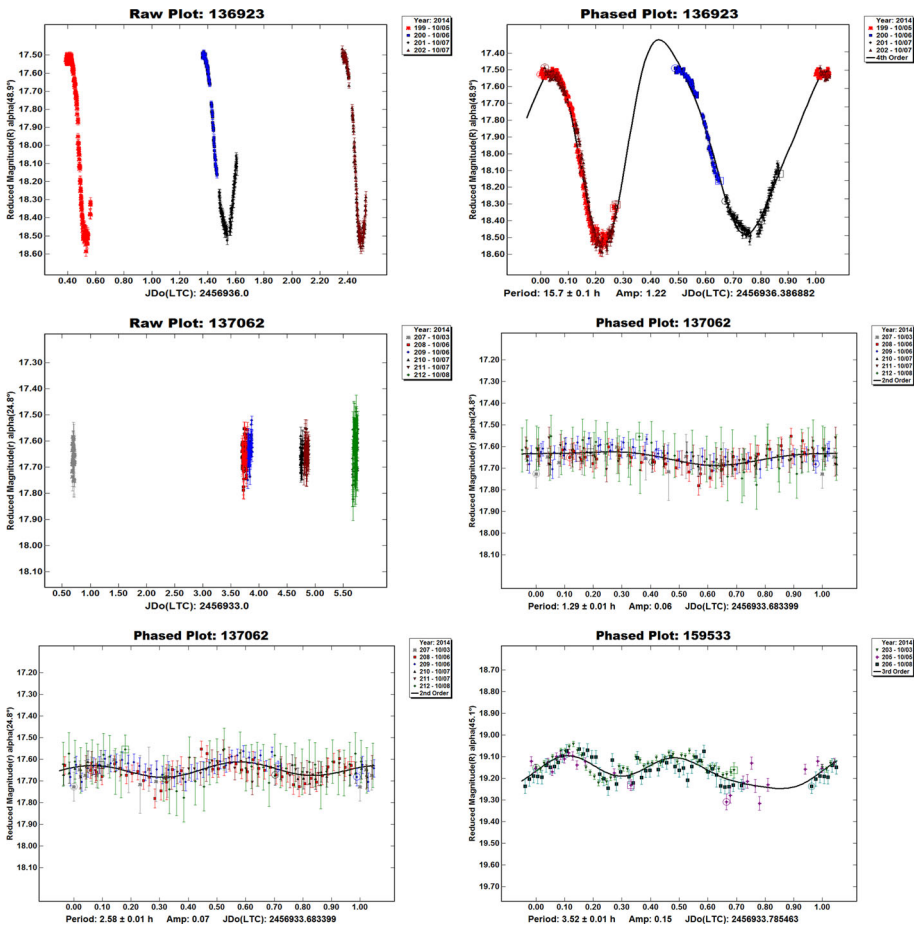 Raw Plot: 136923
Reduced Magnitude(R) alpha(48.9°)
17.50
17.60
17.70
17.80
17.90
18.00
18.10
18.20
18.30
18.40
18.50
18.60
0.40 0.60 0.80 1.00 1.20 1.40 1.60 1.80 2.00 2.20 2.40
JDo(LTC): 2456936.0
Year: 2014
199 - 10/05
200 - 10/06
201 - 10/07
202 - 10/07
Phased Plot: 136923
Reduced Magnitude(R) alpha(48.9°)
17.40
17.50
17.60
17.70
17.80
17.90
18.00
18.10
18.20
18.30
18.40
18.50
18.60
0.00 0.10 0.20 0.30 0.40 0.50 0.60 0.70 0.80 0.90 1.00
Period: 15.7 ± 0.1 h Amp: 1.22 JDo(LTC): 2456936.386882
Year: 2014
199 - 10/05
200 - 10/06
201 - 10/07
202 - 10/07
4th Order
Raw Plot: 137062
Reduced Magnitude(r) alpha(24.8°)
17.30
17.40
17.50
17.60
17.70
17.80
17.90
18.00
18.10
0.50 1.00 1.50 2.00 2.50 3.00 3.50 4.00 4.50 5.00 5.50
JDo(LTC): 2456933.0
Year: 2014
207 - 10/03
208 - 10/06
209 - 10/06
210 - 10/07
211 - 10/07
212 - 10/08
Phased Plot: 137062
Reduced Magnitude(r) alpha(24.8°)
17.20
17.30
17.40
17.50
17.60
17.70
17.80
17.90
18.00
18.10
0.00 0.10 0.20 0.30 0.40 0.50 0.60 0.70 0.80 0.90 1.00
Period: 1.29 ± 0.01 h Amp: 0.06 JDo(LTC): 2456933.683399
Year: 2014
207 - 10/03
208 - 10/06
209 - 10/06
210 - 10/07
211 - 10/07
212 - 10/08
2nd Order
Phased Plot: 137062
Reduced Magnitude(r) alpha(24.8°)
17.20
17.30
17.40
17.50
17.60
17.70
17.80
17.90
18.00
18.10
0.00 0.10 0.20 0.30 0.40 0.50 0.60 0.70 0.80 0.90 1.00
Period: 2.58 ± 0.01 h Amp: 0.07 JDo(LTC): 2456933.683399
Year: 2014
207 - 10/03
208 - 10/06
209 - 10/06
210 - 10/07
211 - 10/07
212 - 10/08
2nd Order
Phased Plot: 159533
Reduced Magnitude(R) alpha(45.1°)
18.70
18.80
18.90
19.00
19.10
19.20
19.30
19.40
19.50
19.60
19.70
0.00 0.10 0.20 0.30 0.40 0.50 0.60 0.70 0.80 0.90 1.00
Period: 3.52 ± 0.01 h Amp: 0.15 JDo(LTC): 2456933.785463
Year: 2014
203 - 10/03
205 - 10/05
206 - 10/08
3rd Order